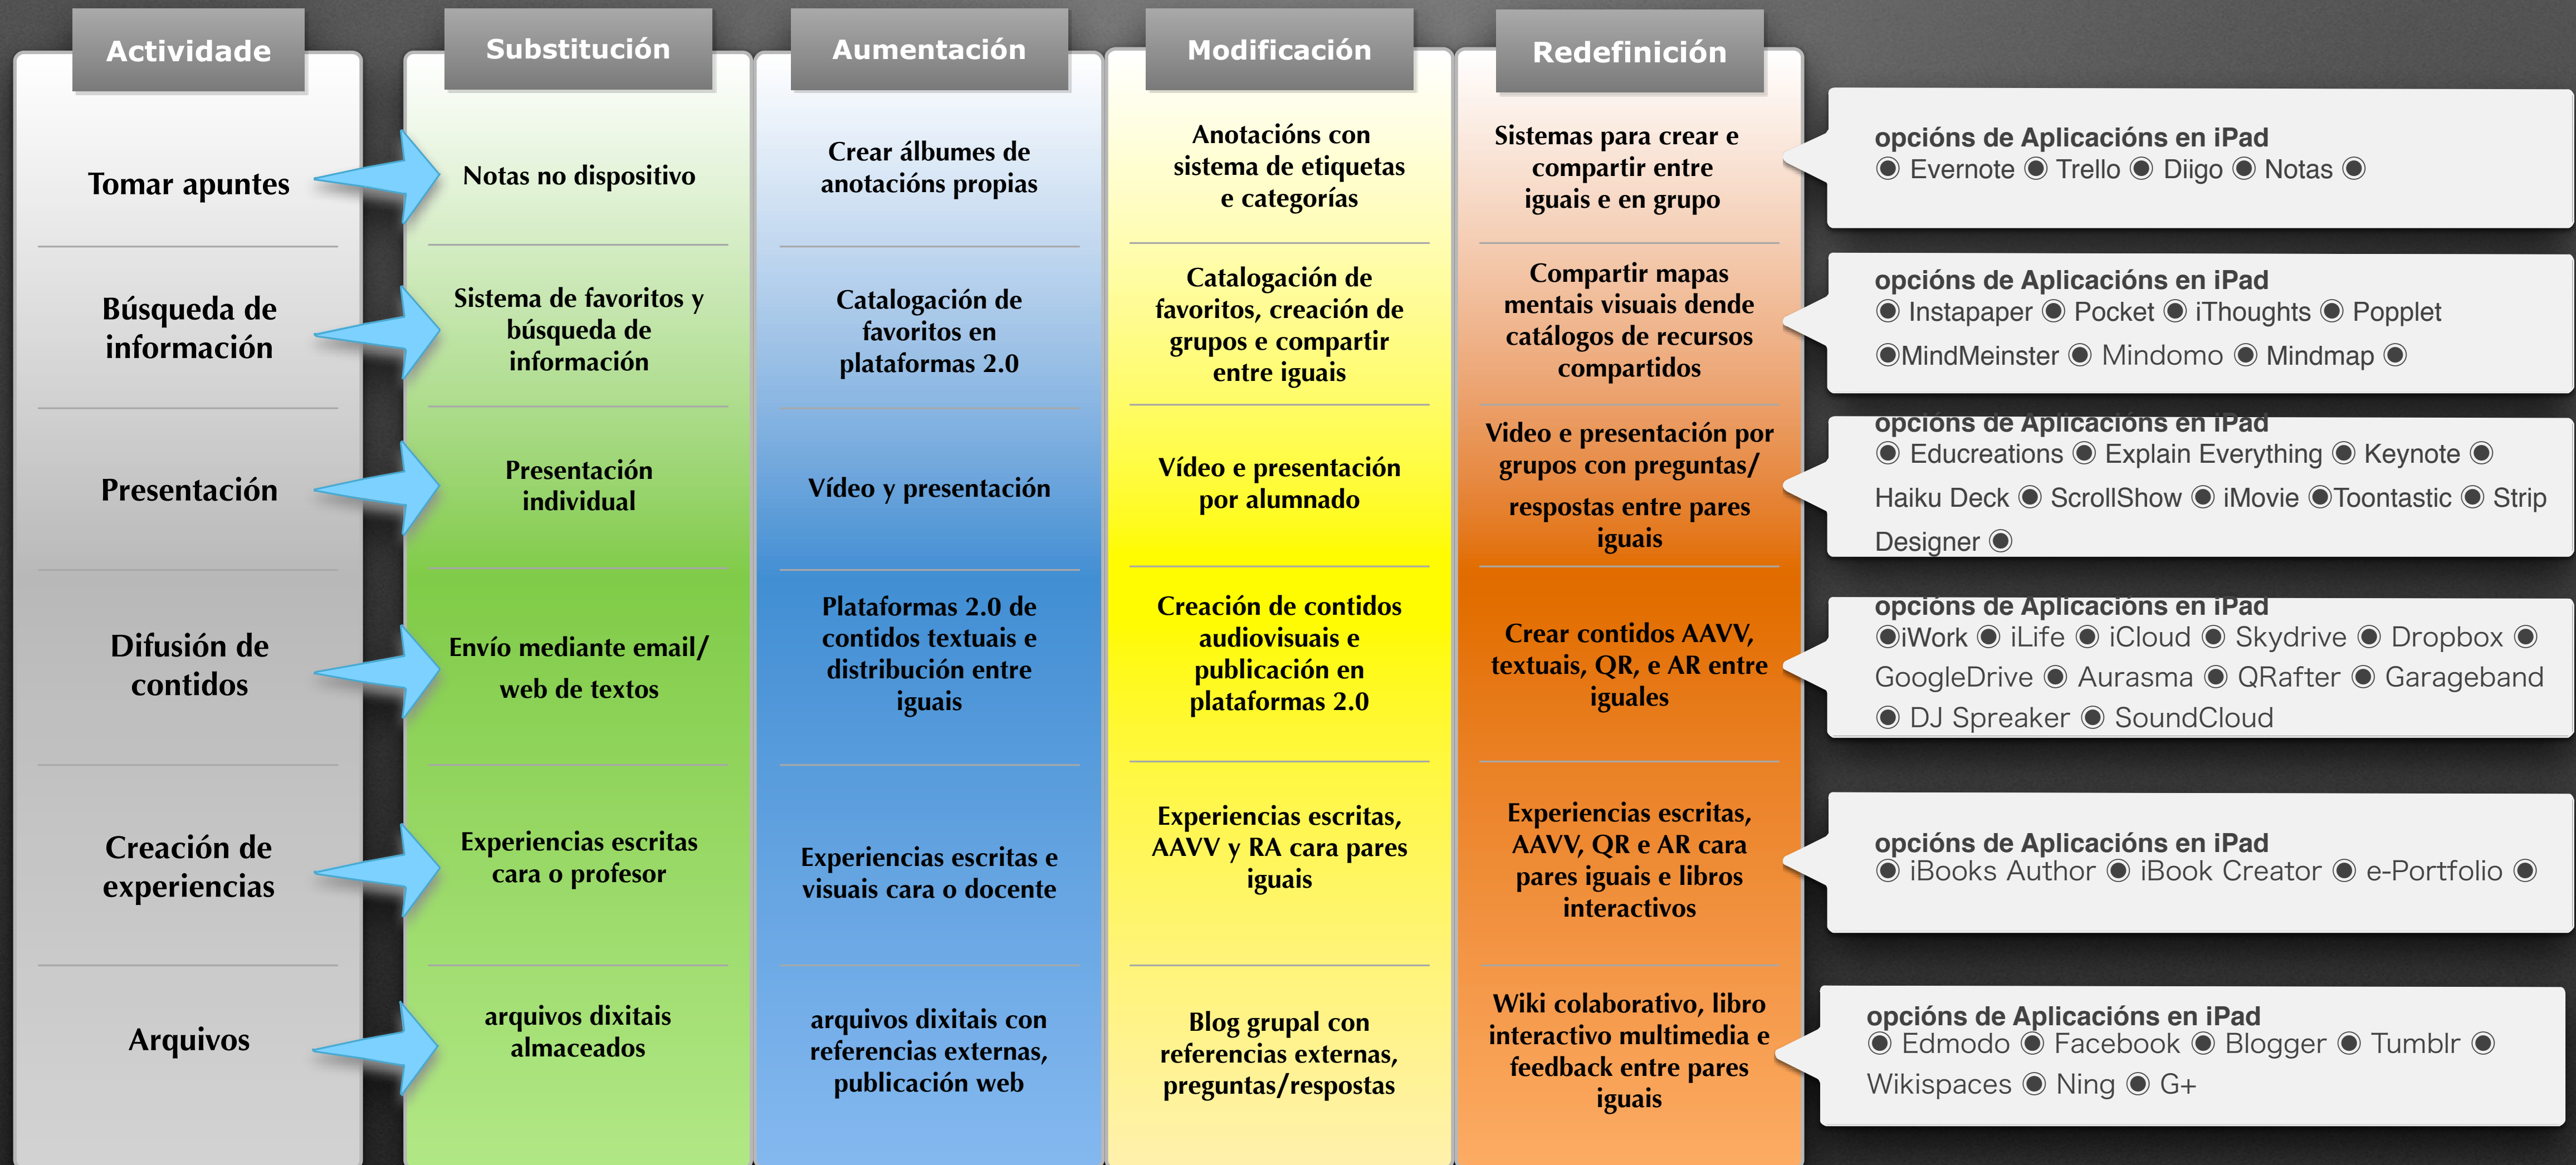 Actividade
Substitución
Aumentación
Modificación
Redefinición
Tomar apuntes
Notas no dispositivo
Crear álbumes de
anotacións propias
Anotacións con
sistema de etiquetas
e categorías
Sistemas para crear e
compartir entre
iguais e en grupo
opcións de Aplicacións en iPad
◉ Evernote ◉ Trello ◉ Diigo ◉ Notas ◉
Búsqueda de
información
Sistema de favoritos y
búsqueda de
información
Catalogación de
favoritos en
plataformas 2.0
Catalogación de
favoritos, creación de
grupos e compartir
entre iguais
Compartir mapas
mentais visuais dende
catálogos de recursos
compartidos
opcións de Aplicacións en iPad
◉ Instapaper ◉ Pocket ◉ iThoughts ◉ Popplet
◉MindMeinster ◉ Mindomo ◉ Mindmap ◉
Presentación
Presentación
individual
Vídeo y presentación
Vídeo e presentación
por alumnado
Video e presentación por
grupos con preguntas/
respostas entre pares
iguais
opcións de Aplicacións en iPad
◉ Educreations ◉ Explain Everything ◉ Keynote ◉
Haiku Deck ◉ ScrollShow ◉ iMovie ◉Toontastic ◉ Strip
Designer ◉
Difusión de
contidos
Envío mediante email/
web de textos
Plataformas 2.0 de
contidos textuais e
distribución entre
iguais
Creación de contidos
audiovisuais e
publicación en
plataformas 2.0
Crear contidos AAVV,
textuais, QR, e AR entre
iguales
opcións de Aplicacións en iPad
◉iWork ◉ iLife ◉ iCloud ◉ Skydrive ◉ Dropbox ◉
GoogleDrive ◉ Aurasma ◉ QRafter ◉ Garageband
◉ DJ Spreaker ◉ SoundCloud
Creación de
experiencias
Experiencias escritas
cara o profesor
Experiencias escritas e
visuais cara o docente
Experiencias escritas,
AAVV y RA cara pares
iguais
Experiencias escritas,
AAVV, QR e AR cara
pares iguais e libros
interactivos
opcións de Aplicacións en iPad
◉ iBooks Author ◉ iBook Creator ◉ e-Portfolio ◉
Arquivos
arquivos dixitais
almaceados
arquivos dixitais con
referencias externas,
publicación web
Blog grupal con
referencias externas,
preguntas/respostas
Wiki colaborativo, libro
interactivo multimedia e
feedback entre pares
iguais
opcións de Aplicacións en iPad
◉ Edmodo ◉ Facebook ◉ Blogger ◉ Tumblr ◉
Wikispaces ◉ Ning ◉ G+